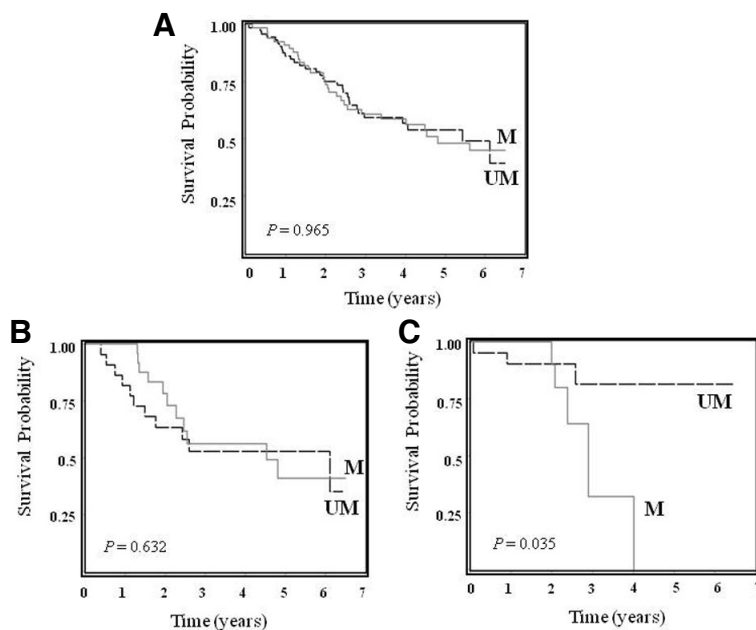 A
Survival Probability
1.00
0.75
0.5
0.25
M
UM
P = 0.965
0 1 2 3 4 5 6 7
Time (years)
B
Survival Probability
1.00
0.75
0.5
0.25
M
UM
P = 0.632
0 1 2 3 4 5 6 7
Time (years)
C
Survival Probability
1.00
0.75
0.5
0.25
UM
M
P = 0.035
0 1 2 3 4 5 6 7
Time (years)